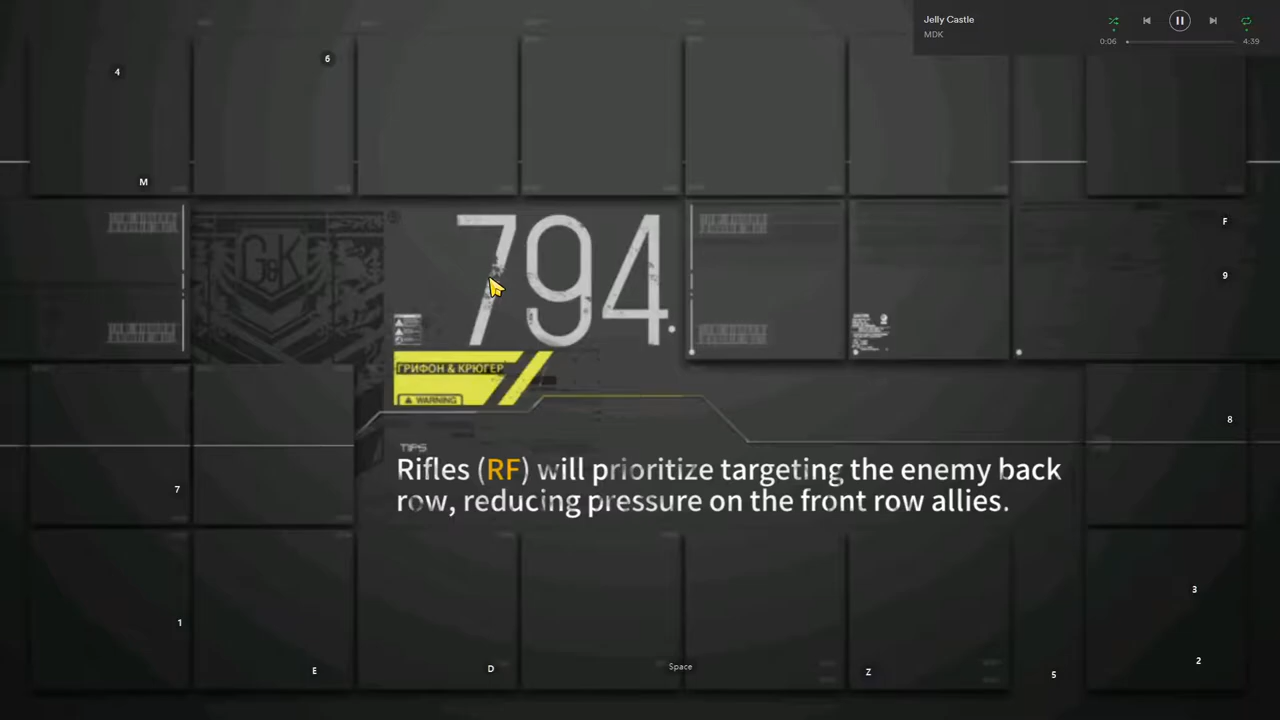 Jelly Castle
MDK
0:06
4:39
4
6
M
G&K
F
9
794.
ГРИФОН & КРЮГЕР
WARNING
8
TIPS
Rifles (RF) will prioritize targeting the enemy back
row, reducing pressure on the front row allies.
7
3
1
2
E
D
Space
Z
5